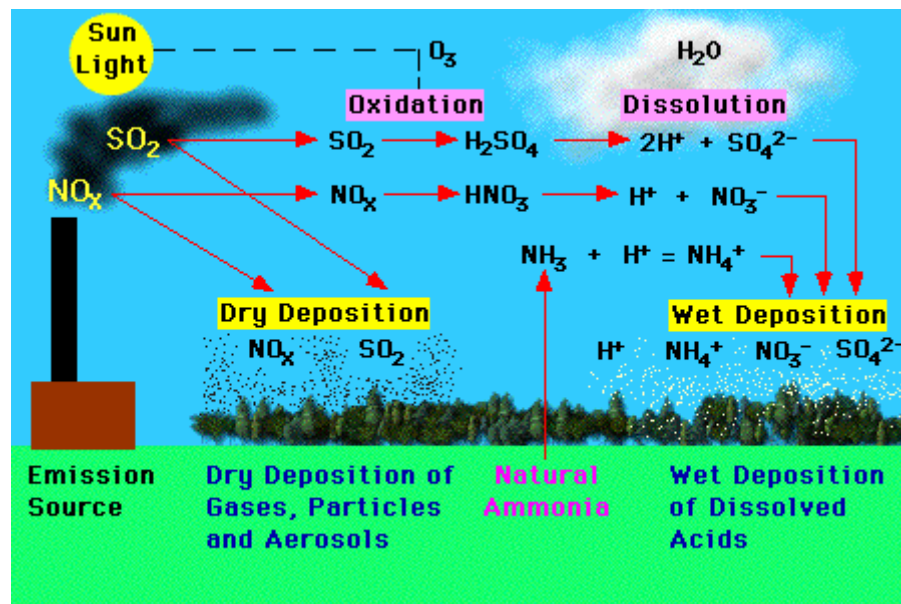 Sun
Light
O₃
H₂O
Oxidation
Dissolution
SO₂
SO₂
H₂SO₄
2H⁺ + SO₄²⁻
NOₓ
NOₓ
HNO₃
H⁺ + NO₃⁻
NH₃ + H⁺ = NH₄⁺
Dry Deposition
Wet Deposition
NOₓ SO₂
H⁺ NH₄⁺ NO₃⁻ SO₄²⁻
Emission
Source
Dry Deposition of
Gases, Particles
and Aerosols
Natural
Ammonia
Wet Deposition
of Dissolved
Acids